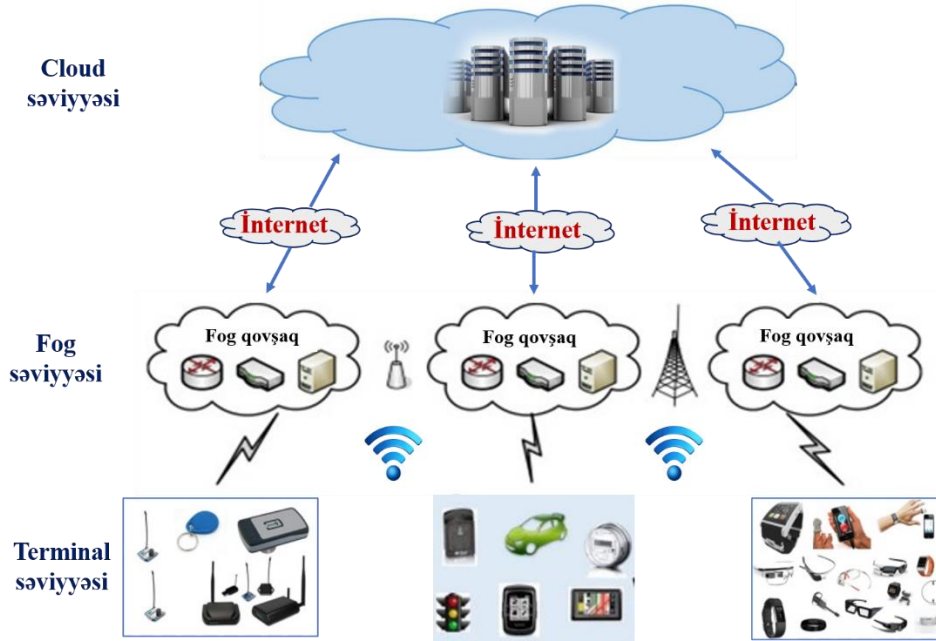 Cloud
səviyyəsi
İnternet
İnternet
İnternet
Fog
səviyyəsi
Fog qovşaq
Fog qovşaq
Fog qovşaq
Terminal
səviyyəsi